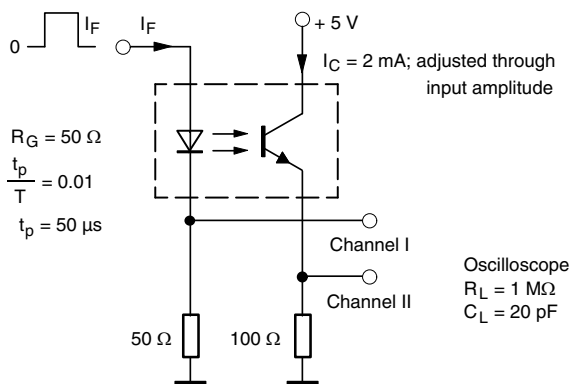 0
I_F
I_F
+ 5 V
I_C = 2 mA; adjusted through
input amplitude
R_G = 50 Ω
t_p
T
= 0.01
t_p = 50 μs
Channel I
Channel II
50 Ω
100 Ω
Oscilloscope
R_L = 1 MΩ
C_L = 20 pF